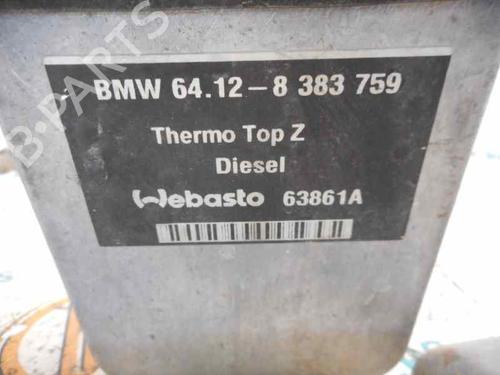 BMW 64.12-8 383 759
Thermo Top Z
Diesel
Webasto 63861A
B-PARTS